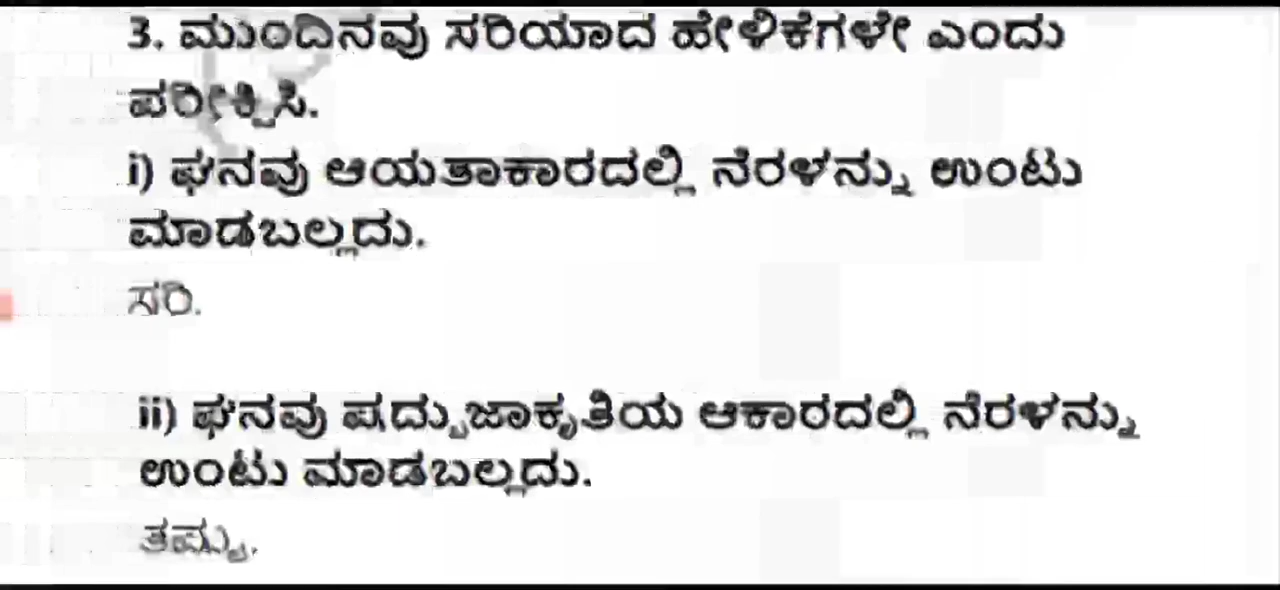 3. ಮುಂದಿನವು ಸರಿಯಾದ ಹೇಳಿಕೆಗಳೇ ಎಂದು
ಪರೀಕ್ಷಿಸಿ.
i) ಘನವು ಆಯತಾಕಾರದಲ್ಲಿ ನೆರಳನ್ನು ಉಂಟು
ಮಾಡಬಲ್ಲದು.
ಸರಿ.
ii) ಘನವು ಷದ್ಭುಜಾಕೃತಿಯ ಆಕಾರದಲ್ಲಿ ನೆರಳನ್ನು
ಉಂಟು ಮಾಡಬಲ್ಲದು.
ತಪ್ಪು.